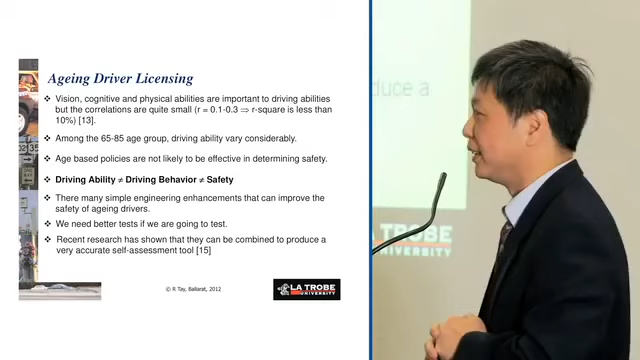 Ageing Driver Licensing
❖ Vision, cognitive and physical abilities are important to driving abilities
but the correlations are quite small (r = 0.1-0.3 ⇒ r-square is less than
10%) [13].
❖ Among the 65-85 age group, driving ability vary considerably.
❖ Age based policies are not likely to be effective in determining safety.
❖ Driving Ability ≠ Driving Behavior ≠ Safety
❖ There many simple engineering enhancements that can improve the
safety of ageing drivers.
❖ We need better tests if we are going to test.
❖ Recent research has shown that they can be combined to produce a
very accurate self-assessment tool [15]
© R Tay, Ballarat, 2012
LA TROBE
UNIVERSITY
duce a
LA TROBE
UNIVERSITY